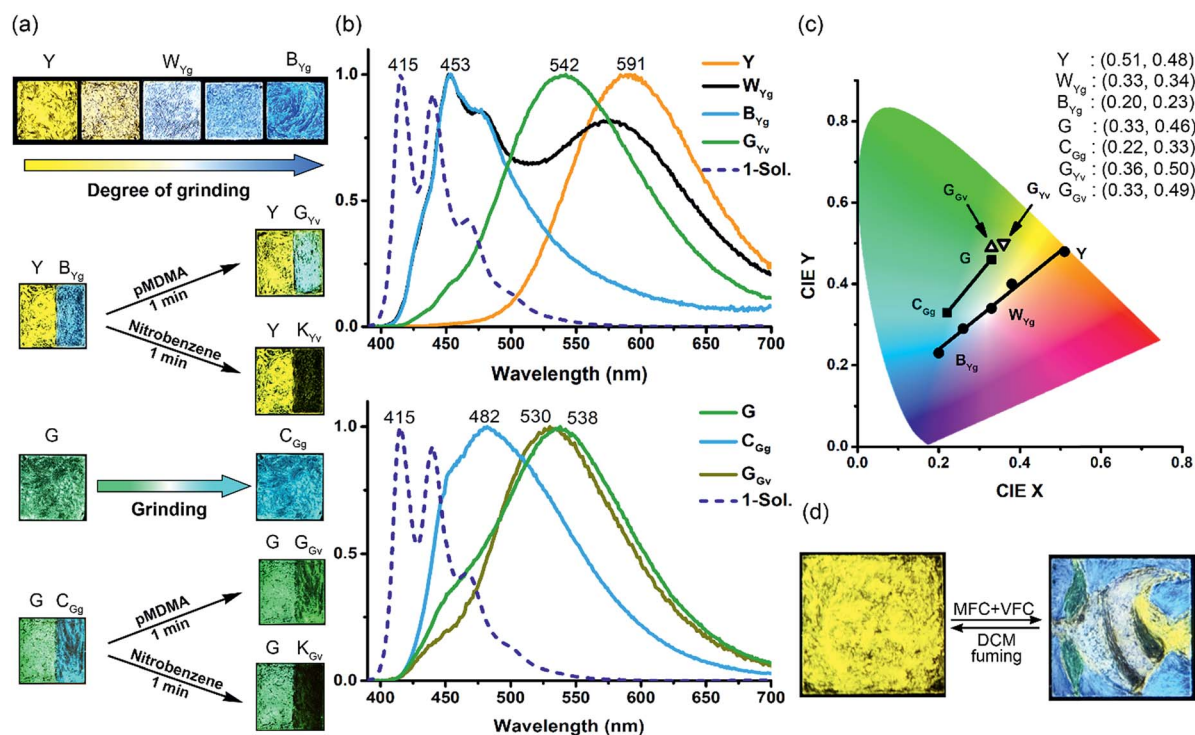 (a)
Y W_Yg B_Yg
Degree of grinding
Y B_Yg
pMDMA
1 min
Nitrobenzene
1 min
Y G_Yv
Y K_Yv
G C_Gg
Grinding
G C_Gg
pMDMA
1 min
Nitrobenzene
1 min
G G_Gv
G K_Gv
(b)
415 453 542 591
Y
W_Yg
B_Yg
G_Yv
1-Sol.
1.0
0.5
0.0
400 450 500 550 600 650 700
Wavelength (nm)
415 482 530 538
G
C_Gg
G_Gv
1-Sol.
1.0
0.5
0.0
400 450 500 550 600 650 700
Wavelength (nm)
(c)
Y : (0.51, 0.48)
W_Yg : (0.33, 0.34)
B_Yg : (0.20, 0.23)
G : (0.33, 0.46)
C_Gg : (0.22, 0.33)
G_Yv : (0.36, 0.50)
G_Gv : (0.33, 0.49)
0.8
0.6
0.4
0.2
0.0
CIE Y
G_Gv G_Yv
G Y
C_Gg
W_Yg
B_Yg
0.0 0.2 0.4 0.6 0.8
CIE X
(d)
MFC+VFC
DCM
fuming